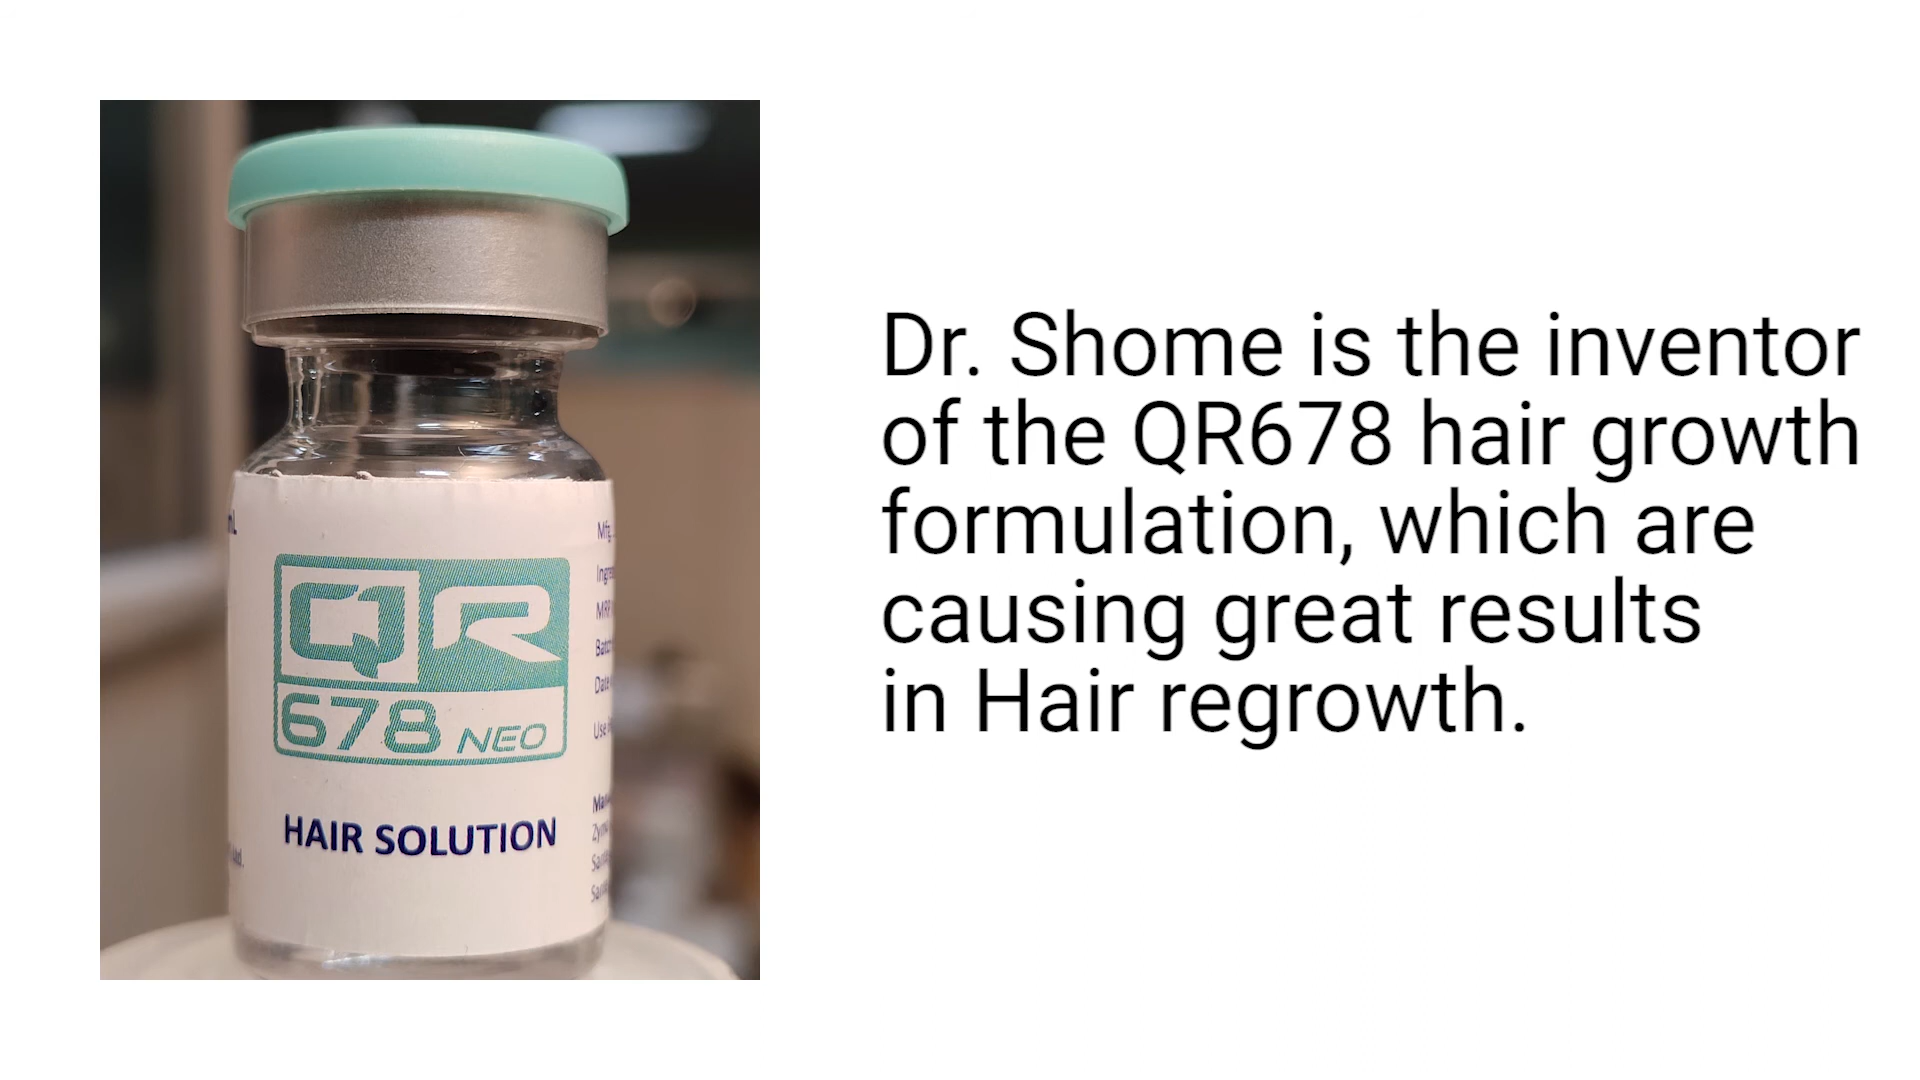 QR
678 NEO
HAIR SOLUTION
Dr. Shome is the inventor
of the QR678 hair growth
formulation, which are
causing great results
in Hair regrowth.